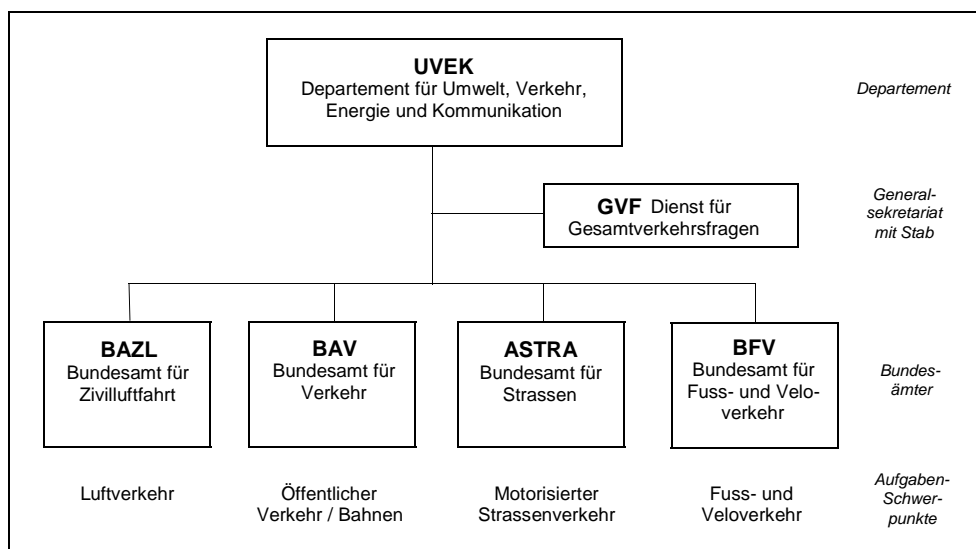 UVEK
Departement für Umwelt, Verkehr,
Energie und Kommunikation
Departement
GVF Dienst für
Gesamtverkehrsfragen
General-
sekretariat
mit Stab
BAZL
Bundesamt für
Zivilluftfahrt
BAV
Bundesamt für
Verkehr
ASTRA
Bundesamt für
Strassen
BFV
Bundesamt für
Fuss- und Velo-
verkehr
Bundes-
ämter
Luftverkehr
Öffentlicher
Verkehr / Bahnen
Motorisierter
Strassenverkehr
Fuss- und
Veloverkehr
Aufgaben-
Schwer-
punkte